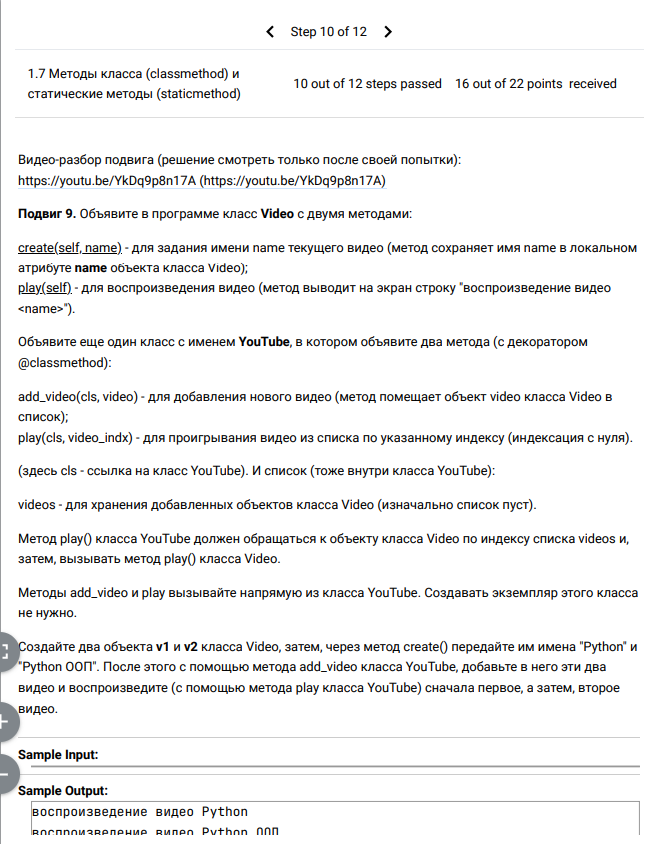 Step 10 of 12
1.7 Методы класса (classmethod) и
статические методы (staticmethod)
10 out of 12 steps passed
16 out of 22 points received
Видео-разбор подвига (решение смотреть только после своей попытки):
https://youtu.be/YkDq9p8n17A (https://youtu.be/YkDq9p8n17A)
Подвиг 9. Объявите в программе класс Video с двумя методами:
create(self, name) - для задания имени name текущего видео (метод сохраняет имя name в локальном
атрибуте name объекта класса Video);
play(self) - для воспроизведения видео (метод выводит на экран строку "воспроизведение видео
<name>").
Объявите еще один класс с именем YouTube, в котором объявите два метода (с декоратором
@classmethod):
add_video(cls, video) - для добавления нового видео (метод помещает объект video класса Video в
список);
play(cls, video_indx) - для проигрывания видео из списка по указанному индексу (индексация с нуля).
(здесь cls - ссылка на класс YouTube). И список (тоже внутри класса YouTube):
videos - для хранения добавленных объектов класса Video (изначально список пуст).
Метод play() класса YouTube должен обращаться к объекту класса Video по индексу списка videos и,
затем, вызывать метод play() класса Video.
Методы add_video и play вызывайте напрямую из класса YouTube. Создавать экземпляр этого класса
не нужно.
Создайте два объекта v1 и v2 класса Video, затем, через метод create() передайте им имена "Python" и
"Python ООП". После этого с помощью метода add_video класса YouTube, добавьте в него эти два
видео и воспроизведите (с помощью метода play класса YouTube) сначала первое, а затем, второе
видео.
Sample Input:
Sample Output:
воспроизведение видео Python
воспроизведение видео Python ООП